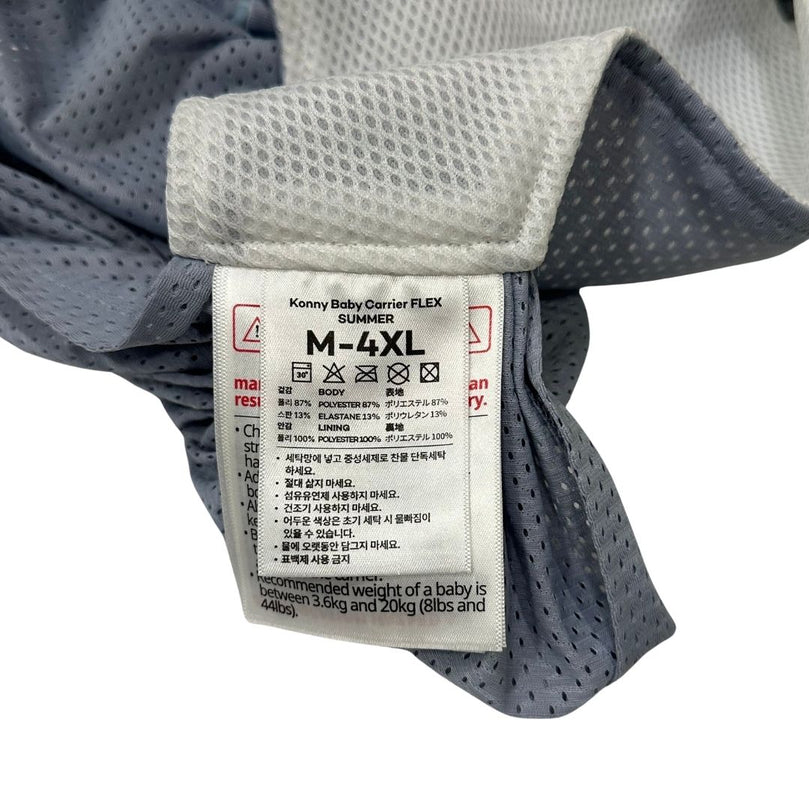 Konny Baby Carrier FLEX
SUMMER
M-4XL
30°
겉감 BODY 表地
폴리 87% POLYESTER 87% ポリエステル 87%
스판 13% ELASTANE 13% ポリウレタン 13%
안감 LINING 裏地
폴리 100% POLYESTER 100% ポリエステル 100%
• 세탁망에 넣고 중성세제로 찬물 단독세탁
하세요.
• 절대 삶지 마세요.
• 섬유유연제 사용하지 마세요.
• 건조기 사용하지 마세요.
• 어두운 색상은 초기 세탁 시 물빠짐이
있을 수 있습니다.
• 물에 오랫동안 담그지 마세요.
• 표백제 사용 금지
Recommended weight of a baby is
between 3.6kg and 20kg (8lbs and
44lbs).